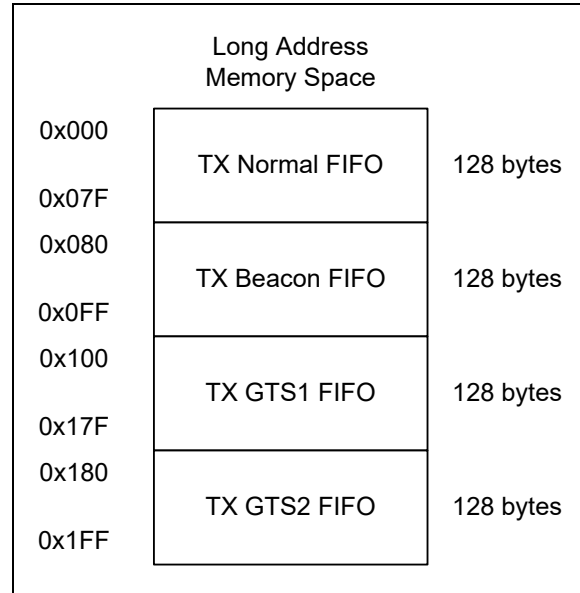 Long Address
Memory Space
0x000
TX Normal FIFO 128 bytes
0x07F
0x080
TX Beacon FIFO 128 bytes
0x0FF
0x100
TX GTS1 FIFO 128 bytes
0x17F
0x180
TX GTS2 FIFO 128 bytes
0x1FF